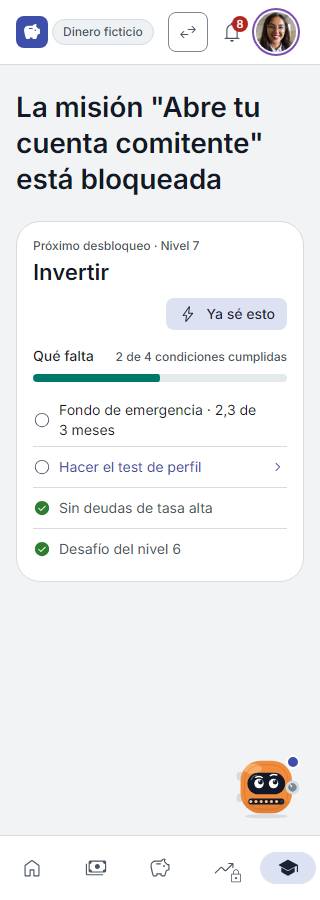 Dinero ficticio
8
La misión "Abre tu
cuenta comitente"
está bloqueada
Próximo desbloqueo · Nivel 7
Invertir
Ya sé esto
Qué falta
2 de 4 condiciones cumplidas
Fondo de emergencia · 2,3 de
3 meses
Hacer el test de perfil
Sin deudas de tasa alta
Desafío del nivel 6